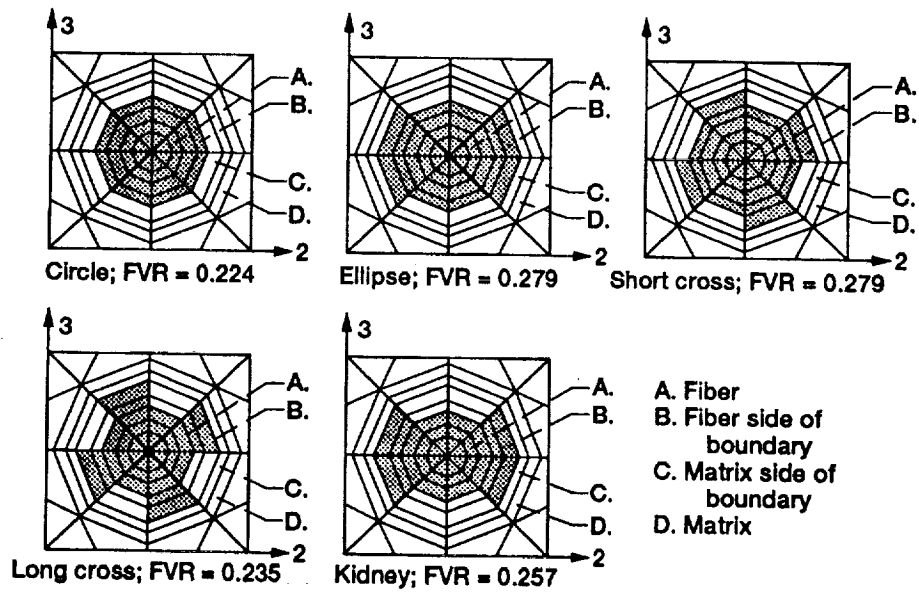 3
A.
B.
C.
D.
2
Circle; FVR = 0.224
3
A.
B.
C.
D.
2
Ellipse; FVR = 0.279
3
A.
B.
C.
D.
2
Short cross; FVR = 0.279
3
A.
B.
C.
D.
2
Long cross; FVR = 0.235
3
A.
B.
C.
D.
2
Kidney; FVR = 0.257
A. Fiber
B. Fiber side of
boundary
C. Matrix side of
boundary
D. Matrix